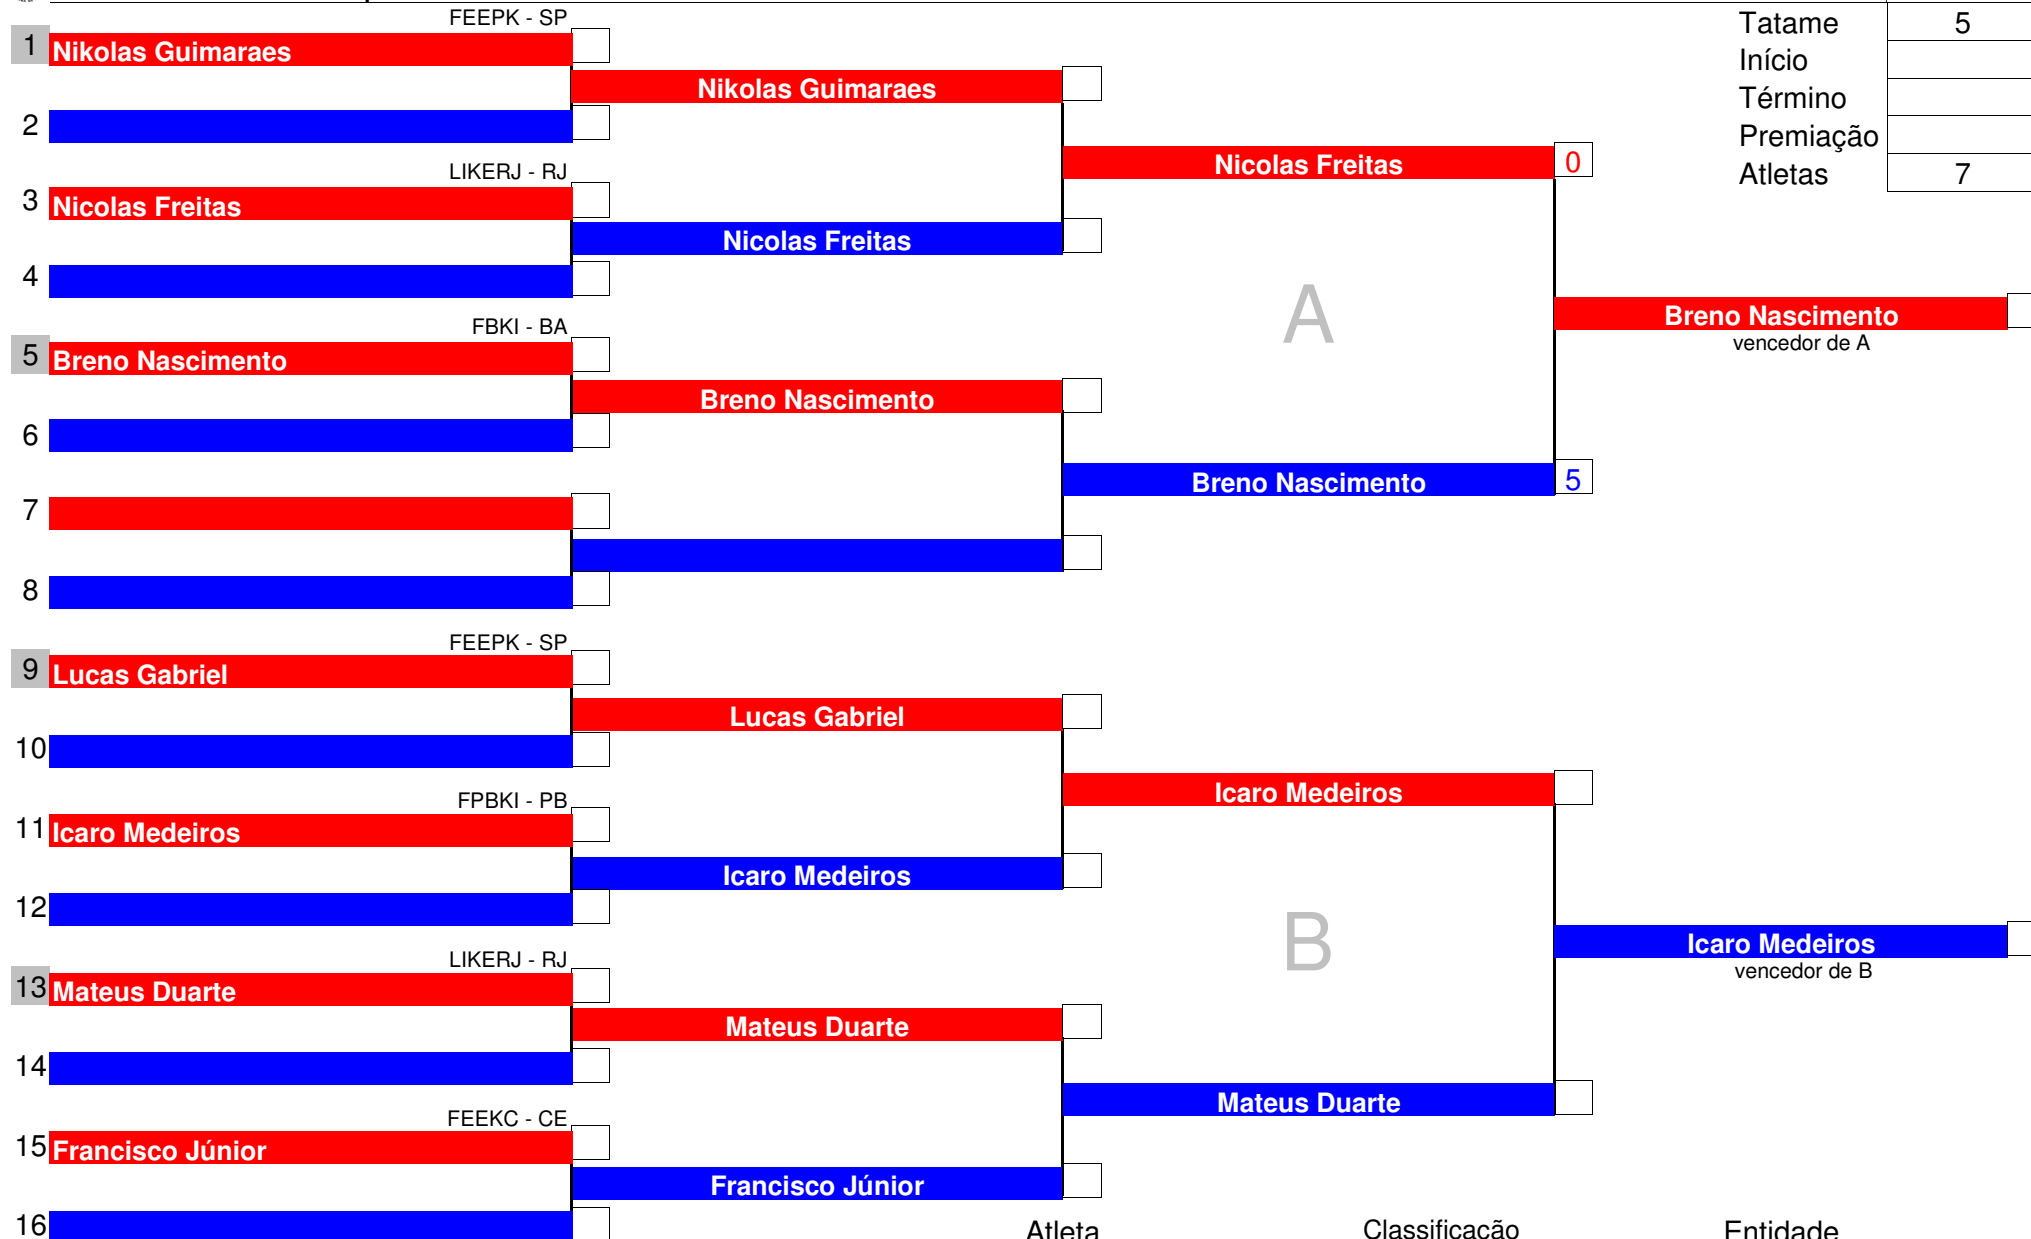 FEEPK - SP
1 Nikolas Guimaraes
Nikolas Guimaraes
2
Tatame 5
Início
Término
Premiação
Atletas 7
LIKERJ - RJ
3 Nicolas Freitas
Nicolas Freitas
4
Nicolas Freitas 0
A
FBKI - BA
5 Breno Nascimento
Breno Nascimento
6
Breno Nascimento 5
7
8
Breno Nascimento
vencedor de A
FEEPK - SP
9 Lucas Gabriel
Lucas Gabriel
10
FPBKI - PB
11 Icaro Medeiros
Icaro Medeiros
12
Icaro Medeiros
B
Icaro Medeiros
vencedor de B
LIKERJ - RJ
13 Mateus Duarte
Mateus Duarte
14
Mateus Duarte
FEEKC - CE
15 Francisco Júnior
Francisco Júnior
16
Atleta Classificação Entidade